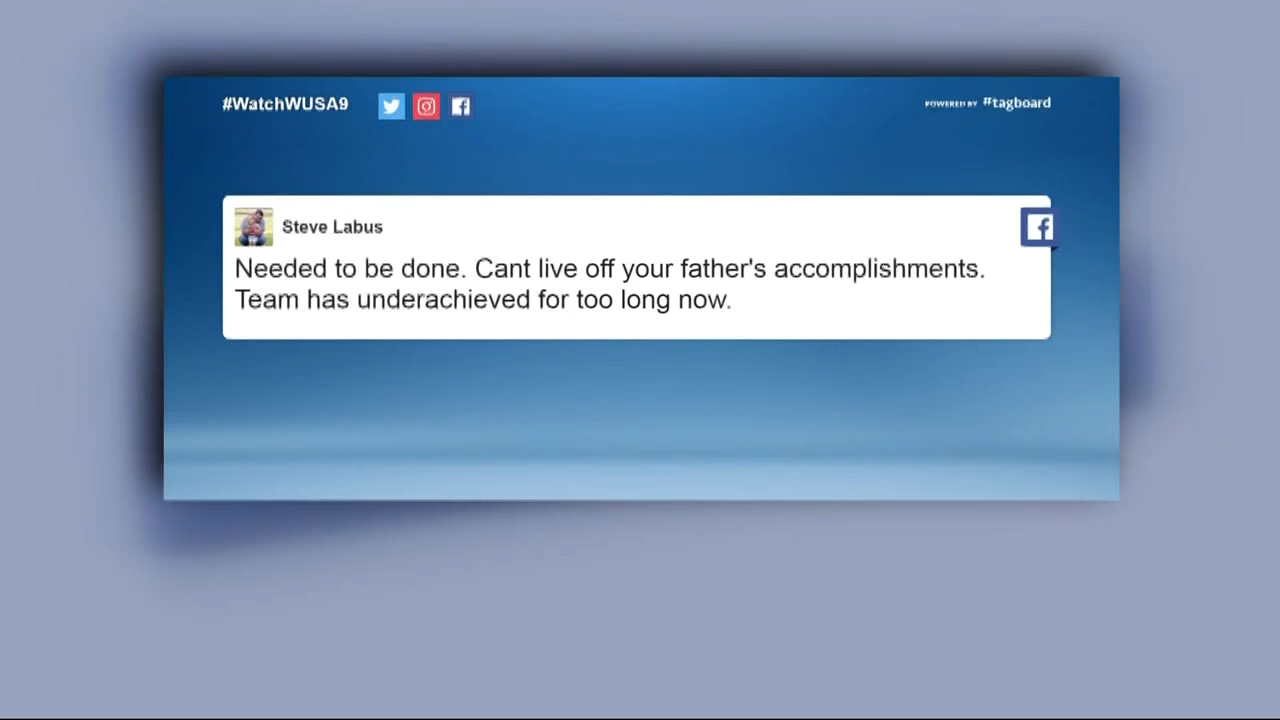 #WatchWUSA9
POWERED BY #tagboard
Steve Labus
Needed to be done. Cant live off your father's accomplishments.
Team has underachieved for too long now.